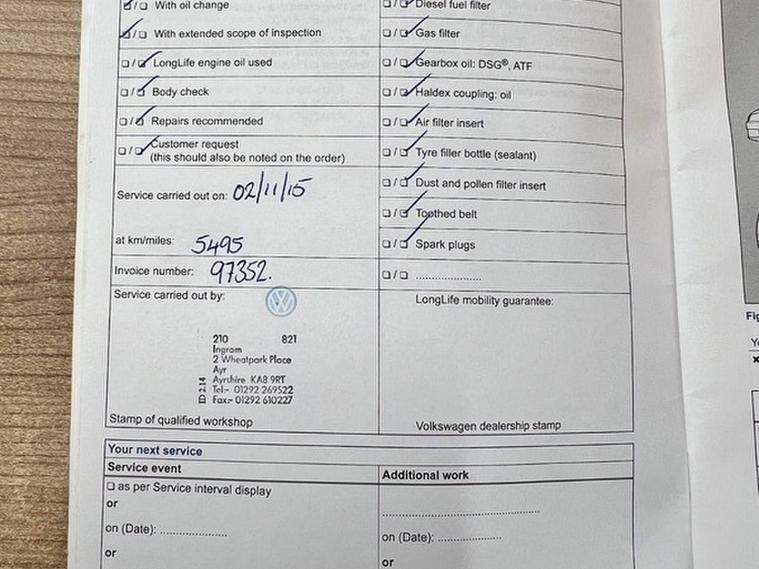 ☑/☐ With oil change
☑/☐ With extended scope of inspection
☐/☑ LongLife engine oil used
☐/☑ Body check
☐/☑ Repairs recommended
☐/☑ Customer request
(this should also be noted on the order)
Service carried out on: 02/11/15
at km/miles: 5495
Invoice number: 97352.
Service carried out by:
VW
210 821
Ingram
2 Wheatpark Place
Ayr
Ayrshire KA8 9RT
Tel:- 01292 269522
Fax:- 01292 610227
ID 2.14
Stamp of qualified workshop
☐/☑ Diesel fuel filter
☐/☑ Gas filter
☐/☑ Gearbox oil: DSG®, ATF
☐/☑ Haldex coupling: oil
☐/☑ Air filter insert
☐/☑ Tyre filler bottle (sealant)
☐/☑ Dust and pollen filter insert
☐/☑ Toothed belt
☐/☑ Spark plugs
☐/☐ ....................
LongLife mobility guarantee:
Volkswagen dealership stamp
Your next service
Service event
☐ as per Service interval display
or
on (Date): ....................
or
Additional work
........................................
on (Date): ....................
or